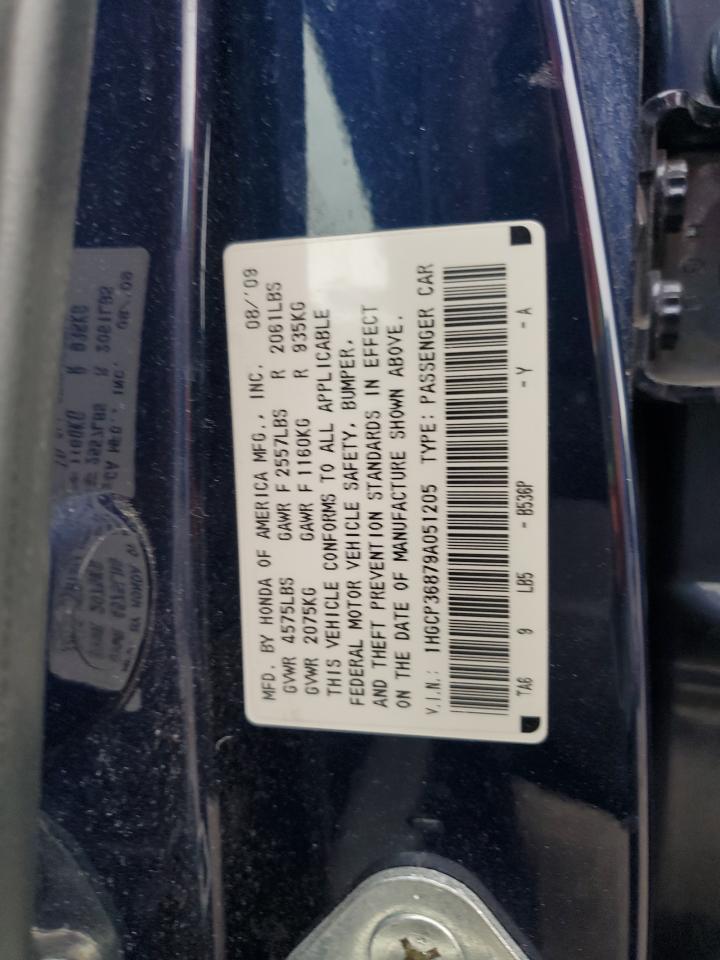 MFD. BY HONDA OF AMERICA MFG., INC. 08/'09
GVWR 4575LBS GAWR F 2557LBS R 2061LBS
GVWR 2075KG GAWR F 1160KG R 935KG
THIS VEHICLE CONFORMS TO ALL APPLICABLE
FEDERAL MOTOR VEHICLE SAFETY, BUMPER,
AND THEFT PREVENTION STANDARDS IN EFFECT
ON THE DATE OF MANUFACTURE SHOWN ABOVE.
V.I.N.: 1HGCP36879A051205 TYPE: PASSENGER CAR
TA6 9 LB5 - B536P - Y - A